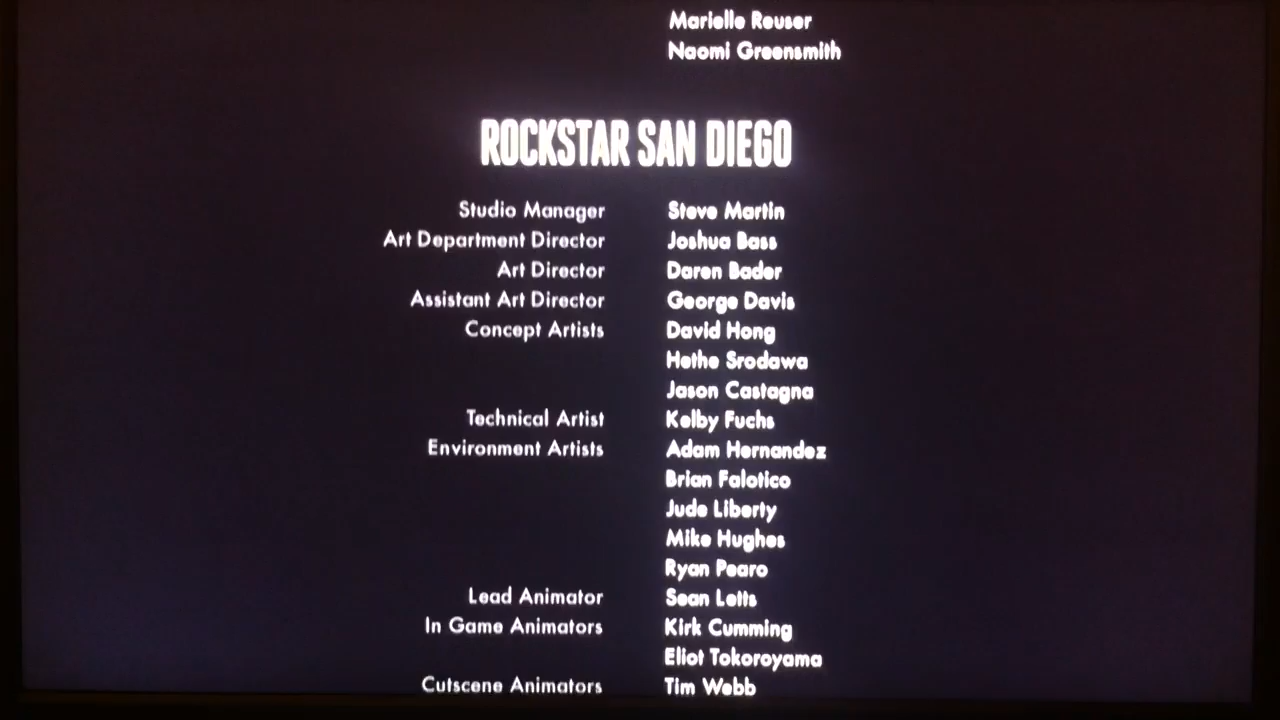 Marielle Reuser
Naomi Greensmith
ROCKSTAR SAN DIEGO
Studio Manager Steve Martin
Art Department Director Joshua Bass
Art Director Daren Bader
Assistant Art Director George Davis
Concept Artists David Hong
Hethe Srodawa
Jason Castagna
Technical Artist Kelby Fuchs
Environment Artists Adam Hernandez
Brian Falotico
Jude Liberty
Mike Hughes
Ryan Pearo
Lead Animator Sean Letts
In Game Animators Kirk Cumming
Eliot Tokoroyama
Cutscene Animators Tim Webb